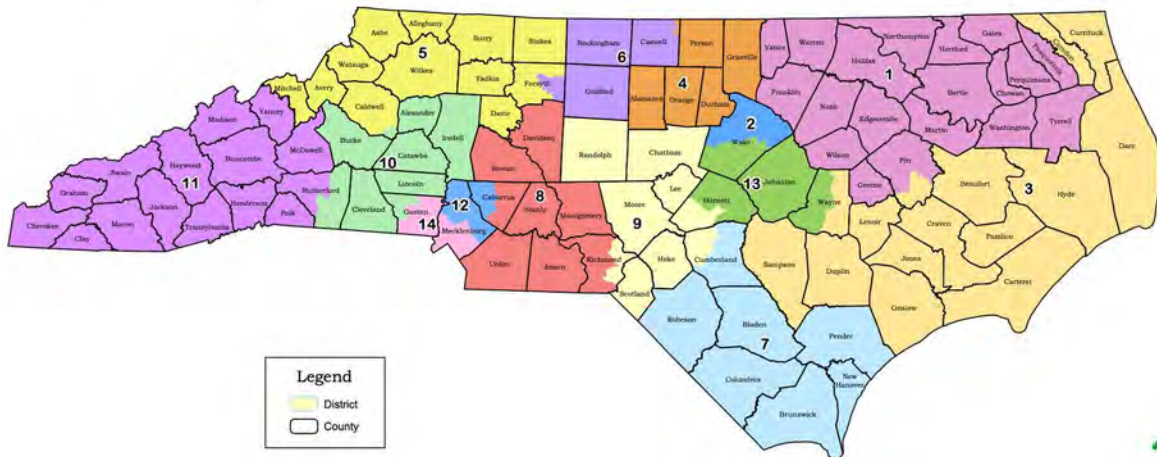 Alleghany
Ashe
Surry
Stokes
Rockingham
Caswell
Person
Granville
Vance
Warren
Northampton
Gates
Camden
Currituck
Pasquotank
Hertford
Halifax
Perquimans
Chowan
5
6
4
1
Watauga
Wilkes
Yadkin
Forsyth
Guilford
Alamance
Orange
Durham
Franklin
Nash
Edgecombe
Bertie
Mitchell
Avery
Caldwell
Alexander
Iredell
Davie
Davidson
Randolph
Chatham
2
Wake
Martin
Washington
Tyrrell
Dare
Madison
Yancey
McDowell
Burke
Catawba
10
Rowan
Wilson
Pitt
Greene
Beaufort
3
Hyde
Swain
Haywood
Buncombe
11
Rutherford
Lincoln
Cleveland
Gaston
14
12
Cabarrus
Mecklenburg
8
Stanly
Montgomery
Moore
Lee
9
Harnett
13
Johnston
Wayne
Lenoir
Craven
Pamlico
Graham
Cherokee
Clay
Macon
Jackson
Transylvania
Henderson
Polk
Union
Anson
Richmond
Scotland
Hoke
Cumberland
Sampson
Duplin
Jones
Onslow
Carteret
Robeson
Bladen
7
Pender
Columbus
New
Hanover
Brunswick
Legend
District
County